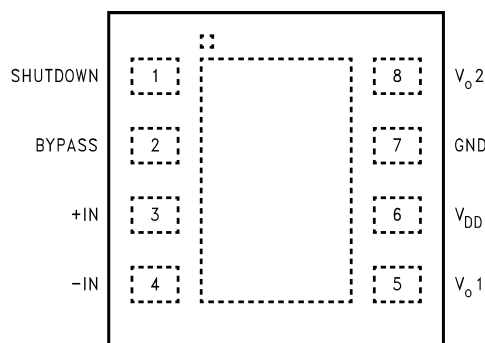 SHUTDOWN 1 8 Vo2
BYPASS 2 7 GND
+IN 3 6 VDD
-IN 4 5 Vo1